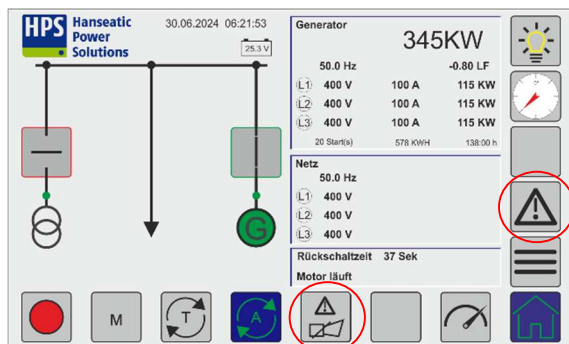 HPS Hanseatic
Power
Solutions
30.06.2024 06:21:53
25.3 V
Generator
345KW
50.0 Hz -0.80 LF
L1 400 V 100 A 115 KW
L2 400 V 100 A 115 KW
L3 400 V 100 A 115 KW
20 Start(s) 578 KWH 138:00 h
Netz
50.0 Hz
L1 400 V
L2 400 V
L3 400 V
Rückschaltzeit 37 Sek
Motor läuft
G
M
T
A